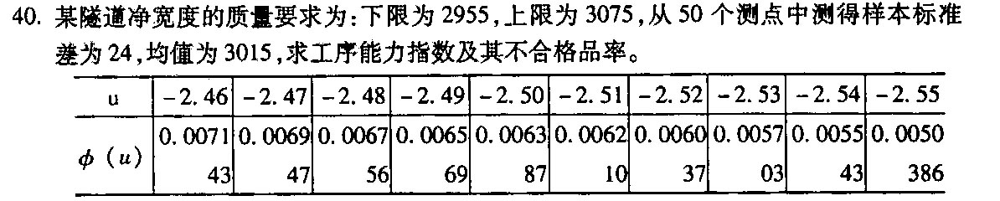 40. 某隧道净宽度的质量要求为:下限为 2955,上限为 3075,从 50 个测点中测得样本标准
差为 24,均值为 3015,求工序能力指数及其不合格品率。
u -2.46 -2.47 -2.48 -2.49 -2.50 -2.51 -2.52 -2.53 -2.54 -2.55
ϕ (u) 0.0071 0.0069 0.0067 0.0065 0.0063 0.0062 0.0060 0.0057 0.0055 0.0050
43 47 56 69 87 10 37 03 43 386